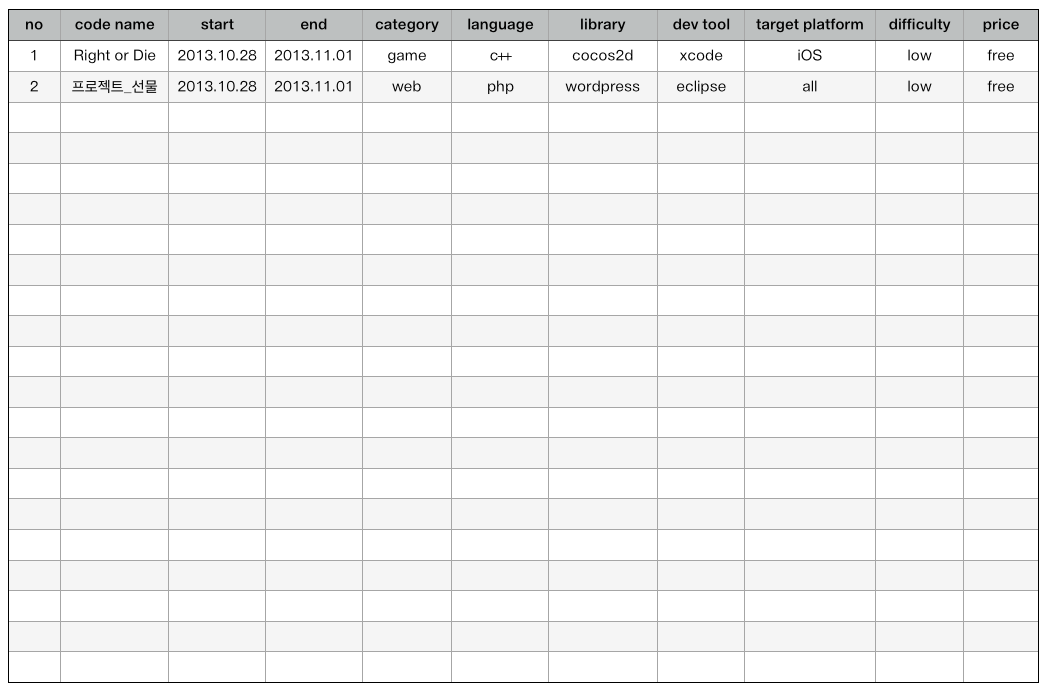 no code name start end category language library dev tool target platform difficulty price
1 Right or Die 2013.10.28 2013.11.01 game c++ cocos2d xcode iOS low free
2 프로젝트_선물 2013.10.28 2013.11.01 web php wordpress eclipse all low free